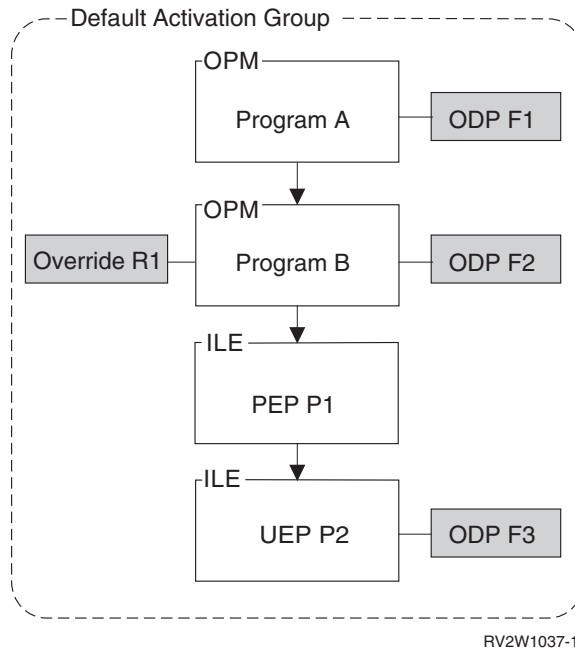 Default Activation Group
OPM
Program A
ODP F1
OPM
Override R1
Program B
ODP F2
ILE
PEP P1
ILE
UEP P2
ODP F3
RV2W1037-1